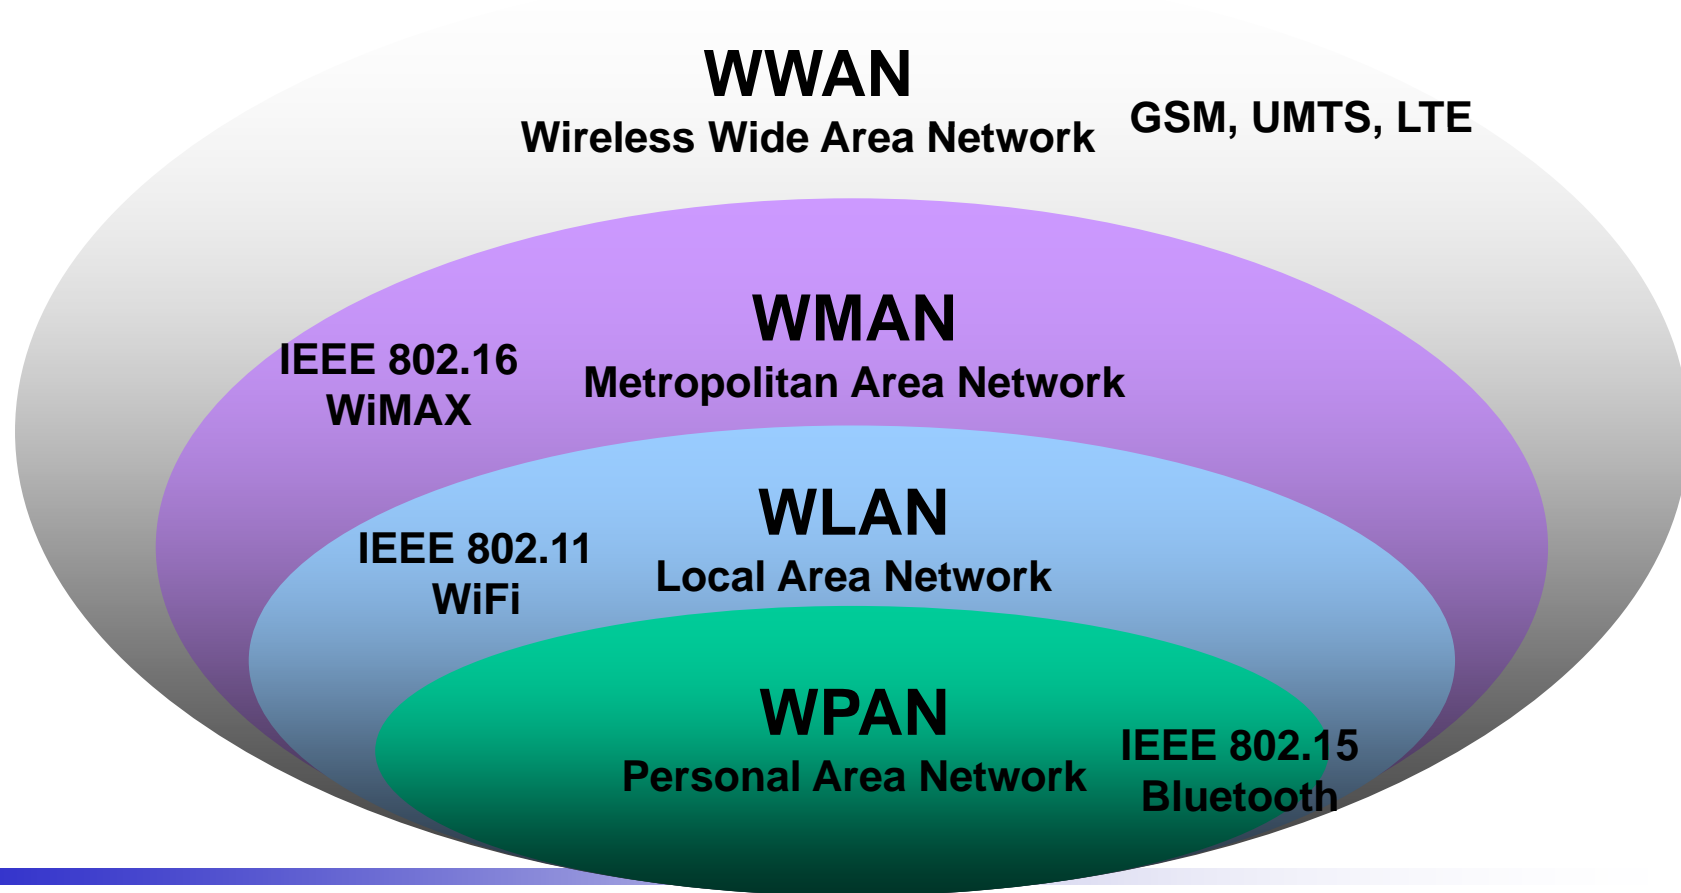 WWAN
Wireless Wide Area Network
GSM, UMTS, LTE
WMAN
Metropolitan Area Network
IEEE 802.16
WiMAX
WLAN
Local Area Network
IEEE 802.11
WiFi
WPAN
Personal Area Network
IEEE 802.15
Bluetooth